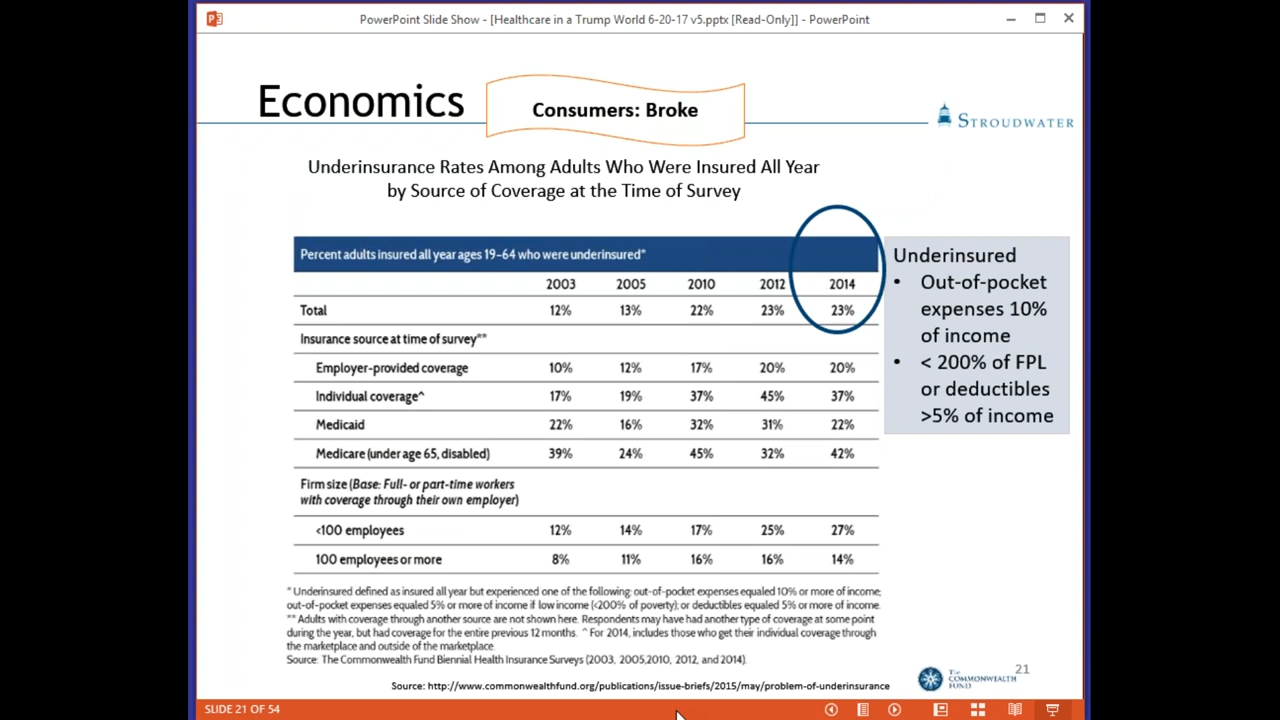 PowerPoint Slide Show - [Healthcare in a Trump World 6-20-17 v5.pptx [Read-Only]] - PowerPoint
Economics
Consumers: Broke
STROUDWATER
Underinsurance Rates Among Adults Who Were Insured All Year
by Source of Coverage at the Time of Survey
Percent adults insured all year ages 19–64 who were underinsured*
2003 2005 2010 2012 2014
Total 12% 13% 22% 23% 23%
Insurance source at time of survey**
Employer-provided coverage 10% 12% 17% 20% 20%
Individual coverage^ 17% 19% 37% 45% 37%
Medicaid 22% 16% 32% 31% 22%
Medicare (under age 65, disabled) 39% 24% 45% 32% 42%
Firm size (Base: Full- or part-time workers
with coverage through their own employer)
<100 employees 12% 14% 17% 25% 27%
100 employees or more 8% 11% 16% 16% 14%
Underinsured
• Out-of-pocket
expenses 10%
of income
• < 200% of FPL
or deductibles
>5% of income
* Underinsured defined as insured all year but experienced one of the following: out-of-pocket expenses equaled 10% or more of income;
out-of-pocket expenses equaled 5% or more of income if low income (<200% of poverty); or deductibles equaled 5% or more of income.
** Adults with coverage through another source are not shown here. Respondents may have had another type of coverage at some point
during the year, but had coverage for the entire previous 12 months. ^ For 2014, includes those who get their individual coverage through
the marketplace and outside of the marketplace.
Source: The Commonwealth Fund Biennial Health Insurance Surveys (2003, 2005,2010, 2012, and 2014).
Source: http://www.commonwealthfund.org/publications/issue-briefs/2015/may/problem-of-underinsurance
The
COMMONWEALTH
FUND
21
SLIDE 21 OF 54